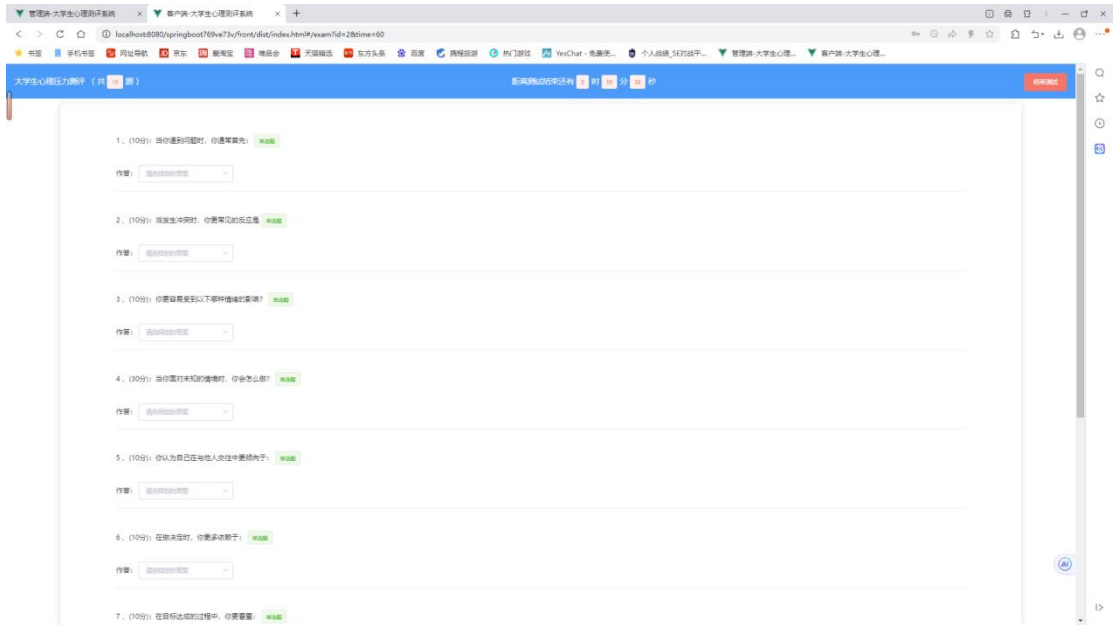 管理端-大学生心理测评系统 × 客户端-大学生心理测评系统 × +
localhost:8080/springboot769ve73v/front/dist/index.html#/exam?id=2&time=60
书签 手机书签 网址导航 京东 爱淘宝 唯品会 天猫精选 东方头条 百度 携程旅游 热门游戏 YesChat - 免费使... 个人战绩_5E对战平... 管理端-大学生心理... 客户端-大学生心理...
大学生心理压力测评 ( 共 10 题 ) 距离测试结束还有 0 时 分 秒 结束测试
1 、(10分): 当你遇到问题时，你通常首先: 单选题
作答: 请选择您的答案
2 、(10分): 当发生冲突时，你更常见的反应是 单选题
作答: 请选择您的答案
3 、(10分): 你更容易受到以下哪种情绪的影响? 单选题
作答: 请选择您的答案
4 、(30分): 当你面对未知的情境时，你会怎么做? 单选题
作答: 请选择您的答案
5 、(10分): 你认为自己在与他人交往中更倾向于: 单选题
作答: 请选择您的答案
6 、(10分): 在做决定时，你更多依赖于: 单选题
作答: 请选择您的答案
AI
7 、(10分): 在目标达成的过程中，你更看重: 单选题